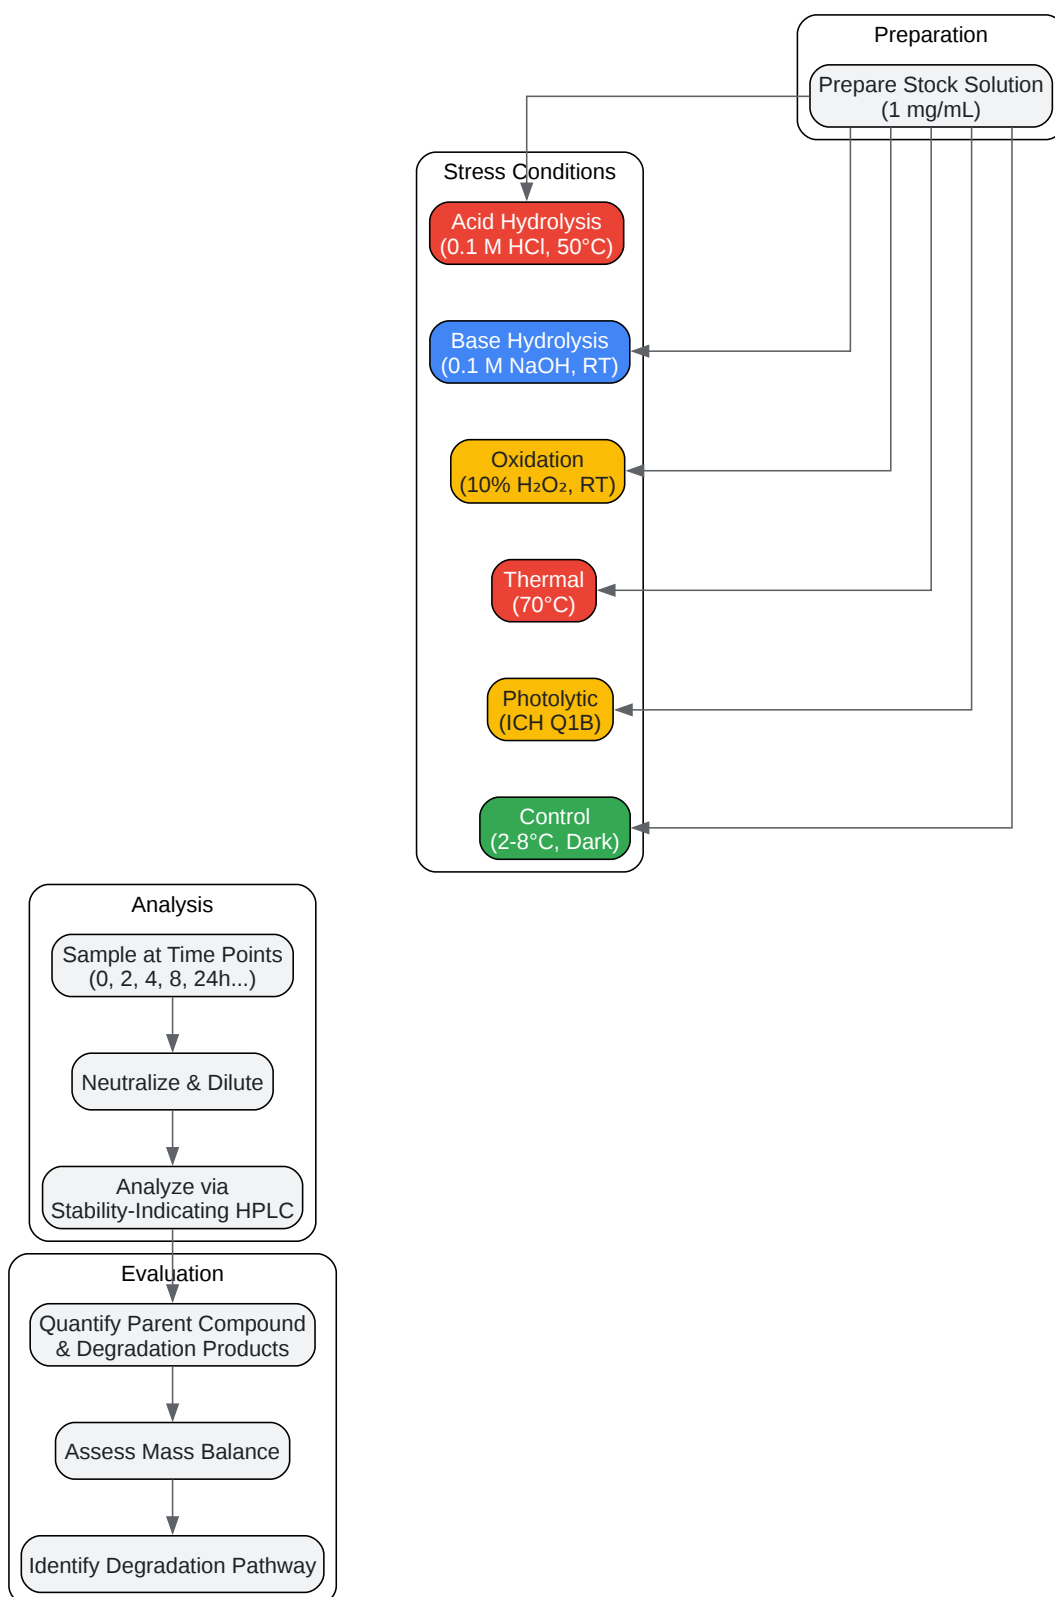 Preparation
Prepare Stock Solution
(1 mg/mL)
Stress Conditions
Acid Hydrolysis
(0.1 M HCl, 50°C)
Base Hydrolysis
(0.1 M NaOH, RT)
Oxidation
(10% H₂O₂, RT)
Thermal
(70°C)
Photolytic
(ICH Q1B)
Control
(2-8°C, Dark)
Analysis
Sample at Time Points
(0, 2, 4, 8, 24h...)
Neutralize & Dilute
Analyze via
Stability-Indicating HPLC
Evaluation
Quantify Parent Compound
& Degradation Products
Assess Mass Balance
Identify Degradation Pathway